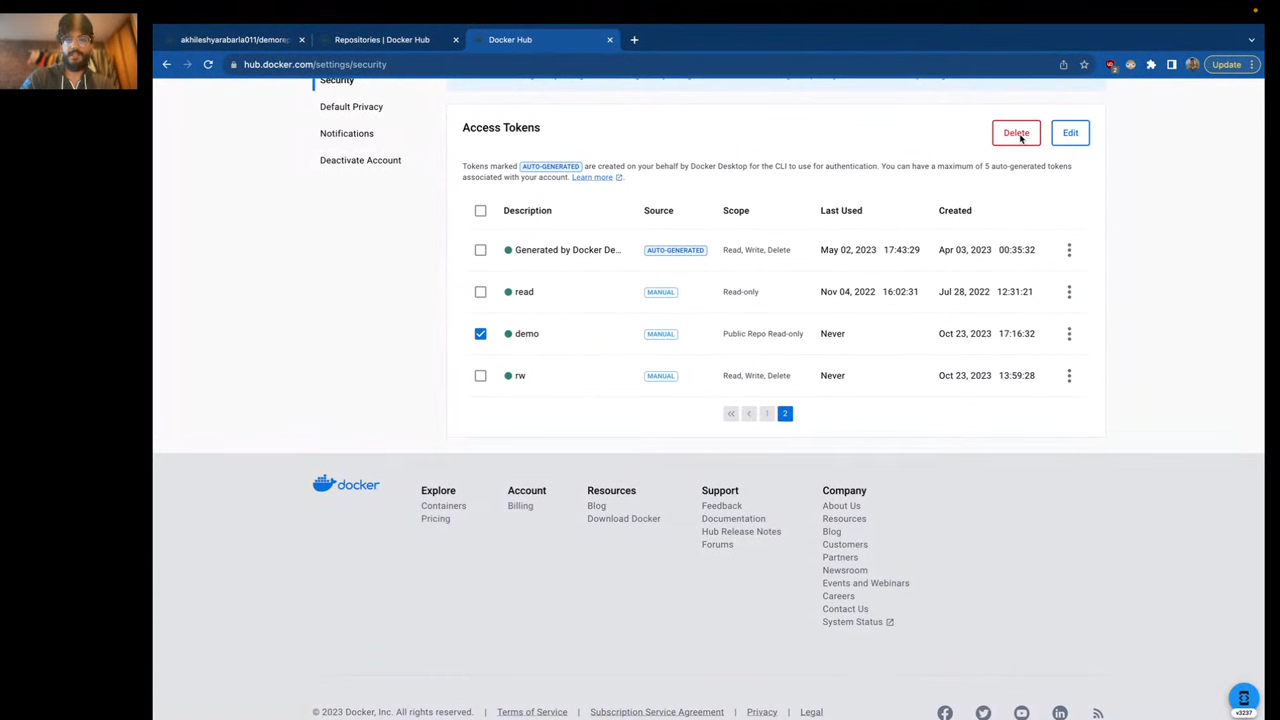 akhileshyarabarla011/demorep
Repositories | Docker Hub
Docker Hub
hub.docker.com/settings/security
Update
Security
Default Privacy
Notifications
Deactivate Account
Access Tokens
Delete
Edit
Tokens marked AUTO-GENERATED are created on your behalf by Docker Desktop for the CLI to use for authentication. You can have a maximum of 5 auto-generated tokens
associated with your account. Learn more
Description Source Scope Last Used Created
Generated by Docker De... AUTO-GENERATED Read, Write, Delete May 02, 2023 17:43:29 Apr 03, 2023 00:35:32
read MANUAL Read-only Nov 04, 2022 16:02:31 Jul 28, 2022 12:31:21
demo MANUAL Public Repo Read-only Never Oct 23, 2023 17:16:32
rw MANUAL Read, Write, Delete Never Oct 23, 2023 13:59:28
<< < 1 2
docker
Explore
Containers
Pricing
Account
Billing
Resources
Blog
Download Docker
Support
Feedback
Documentation
Hub Release Notes
Forums
Company
About Us
Resources
Blog
Customers
Partners
Newsroom
Events and Webinars
Careers
Contact Us
System Status
© 2023 Docker, Inc. All rights reserved. | Terms of Service | Subscription Service Agreement | Privacy | Legal
v3237